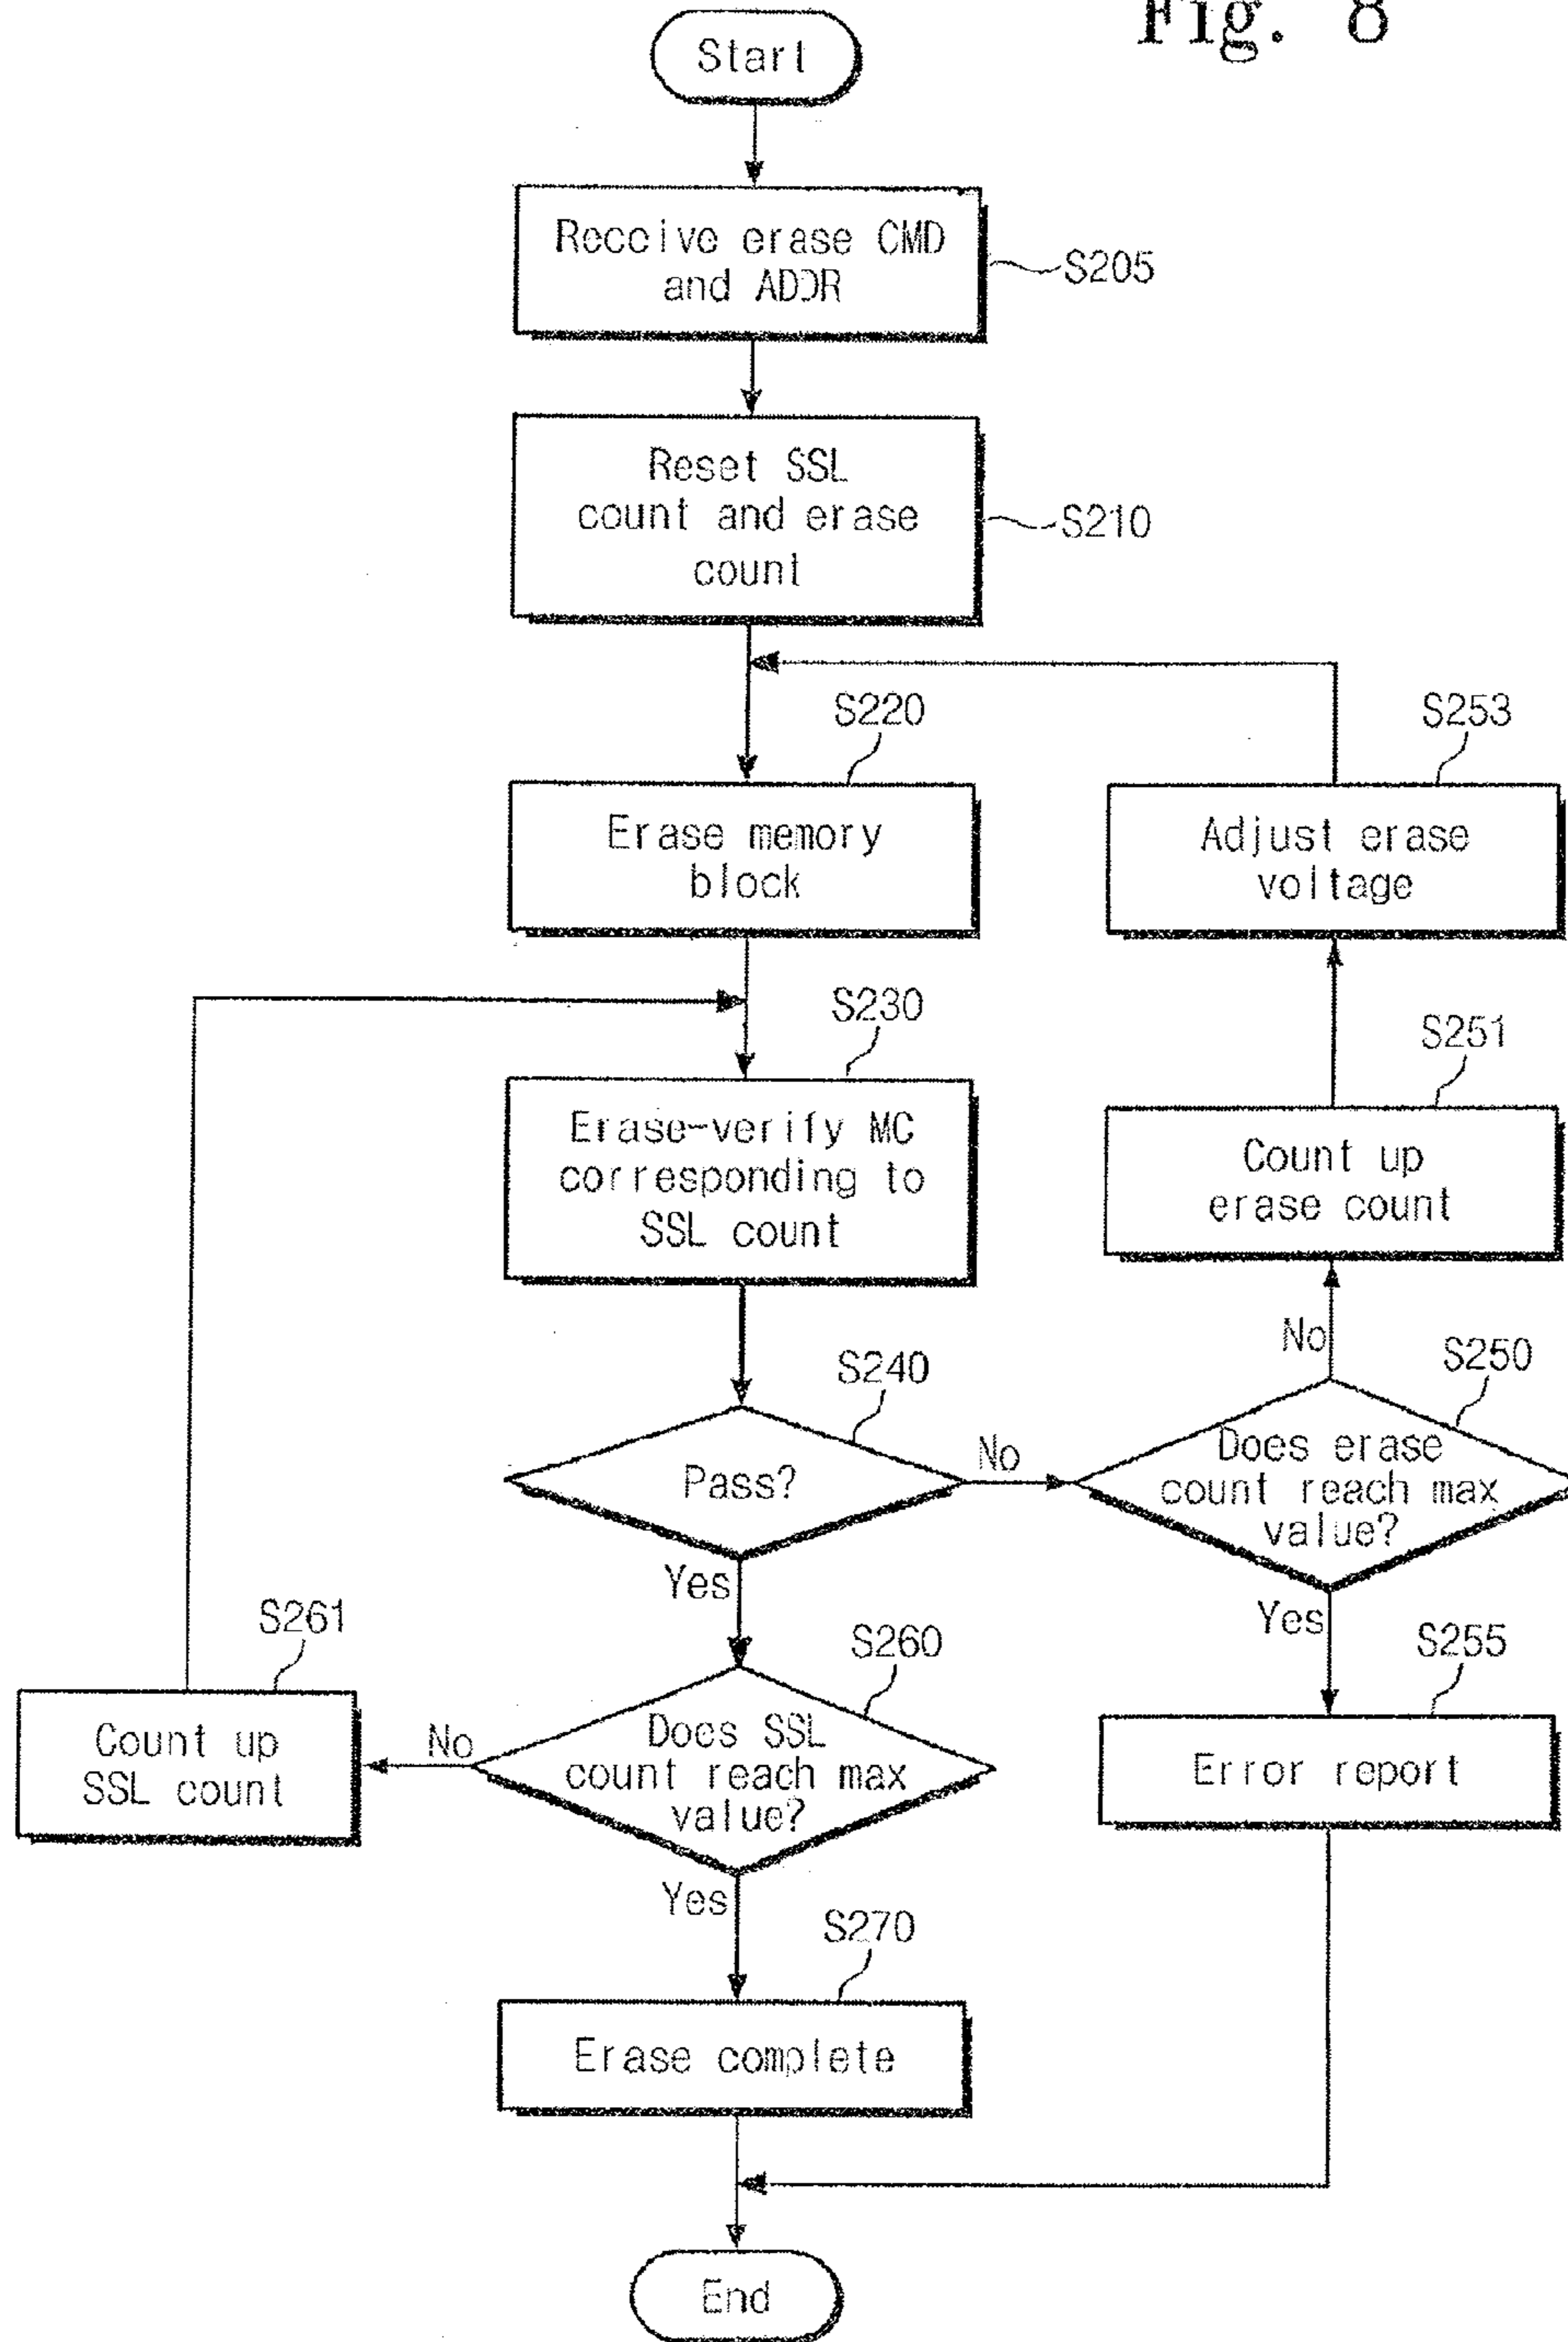 Fig. 8
Start
Receive erase CMD
and ADDR
S205
Reset SSL
count and erase
count
S210
S220
Erase memory
block
S253
Adjust erase
voltage
S230
Erase-verify MC
corresponding to
SSL count
S251
Count up
erase count
No
S240
Pass?
No
S250
Does erase
count reach max
value?
Yes
Yes
S261
Count up
SSL count
No
S260
Does SSL
count reach max
value?
S255
Error report
Yes
S270
Erase complete
End